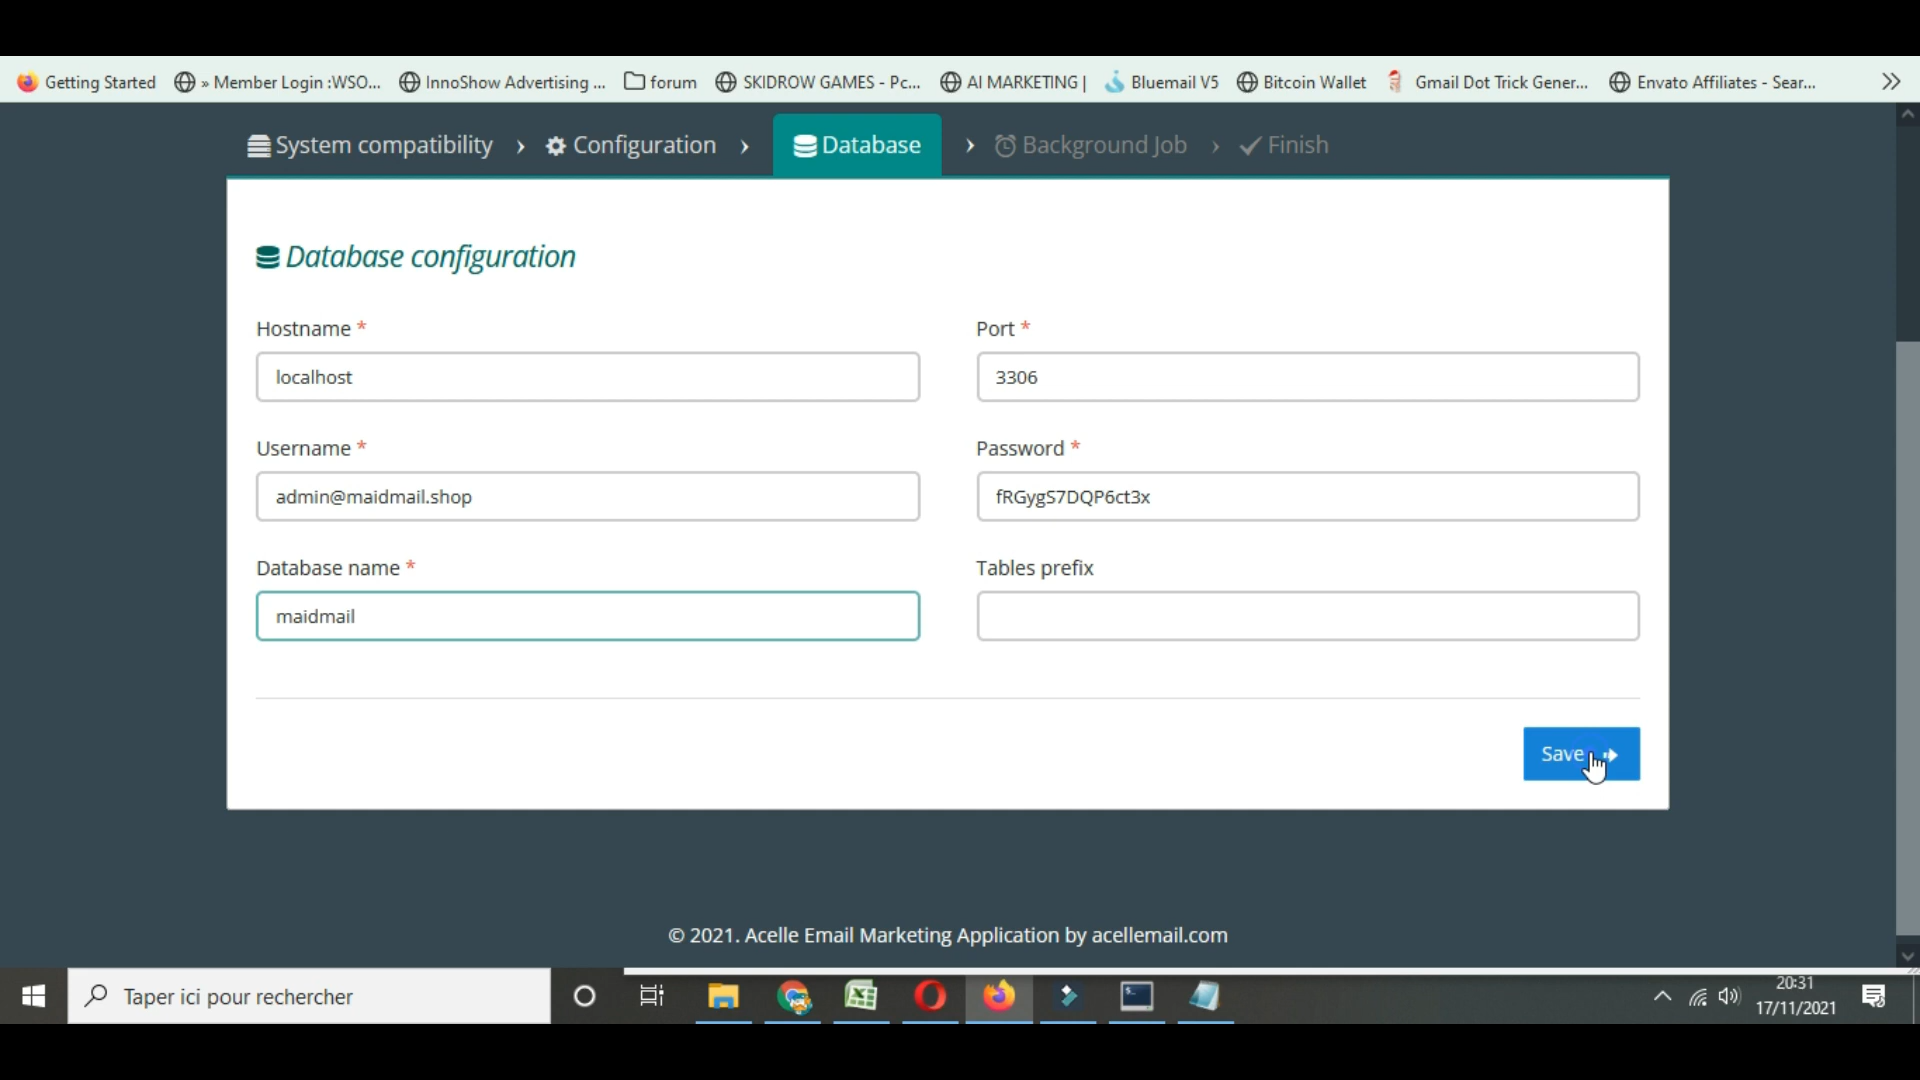 Getting Started » Member Login :WSO... InnoShow Advertising ... forum SKIDROW GAMES - Pc... AI MARKETING | Bluemail V5 Bitcoin Wallet Gmail Dot Trick Gener... Envato Affiliates - Sear...
System compatibility › Configuration › Database › Background Job › Finish
Database configuration
Hostname * Port *
localhost 3306
Username * Password *
admin@maidmail.shop fRGygS7DQP6ct3x
Database name * Tables prefix
maidmail
Save
© 2021. Acelle Email Marketing Application by acellemail.com
Taper ici pour rechercher
20:31
17/11/2021